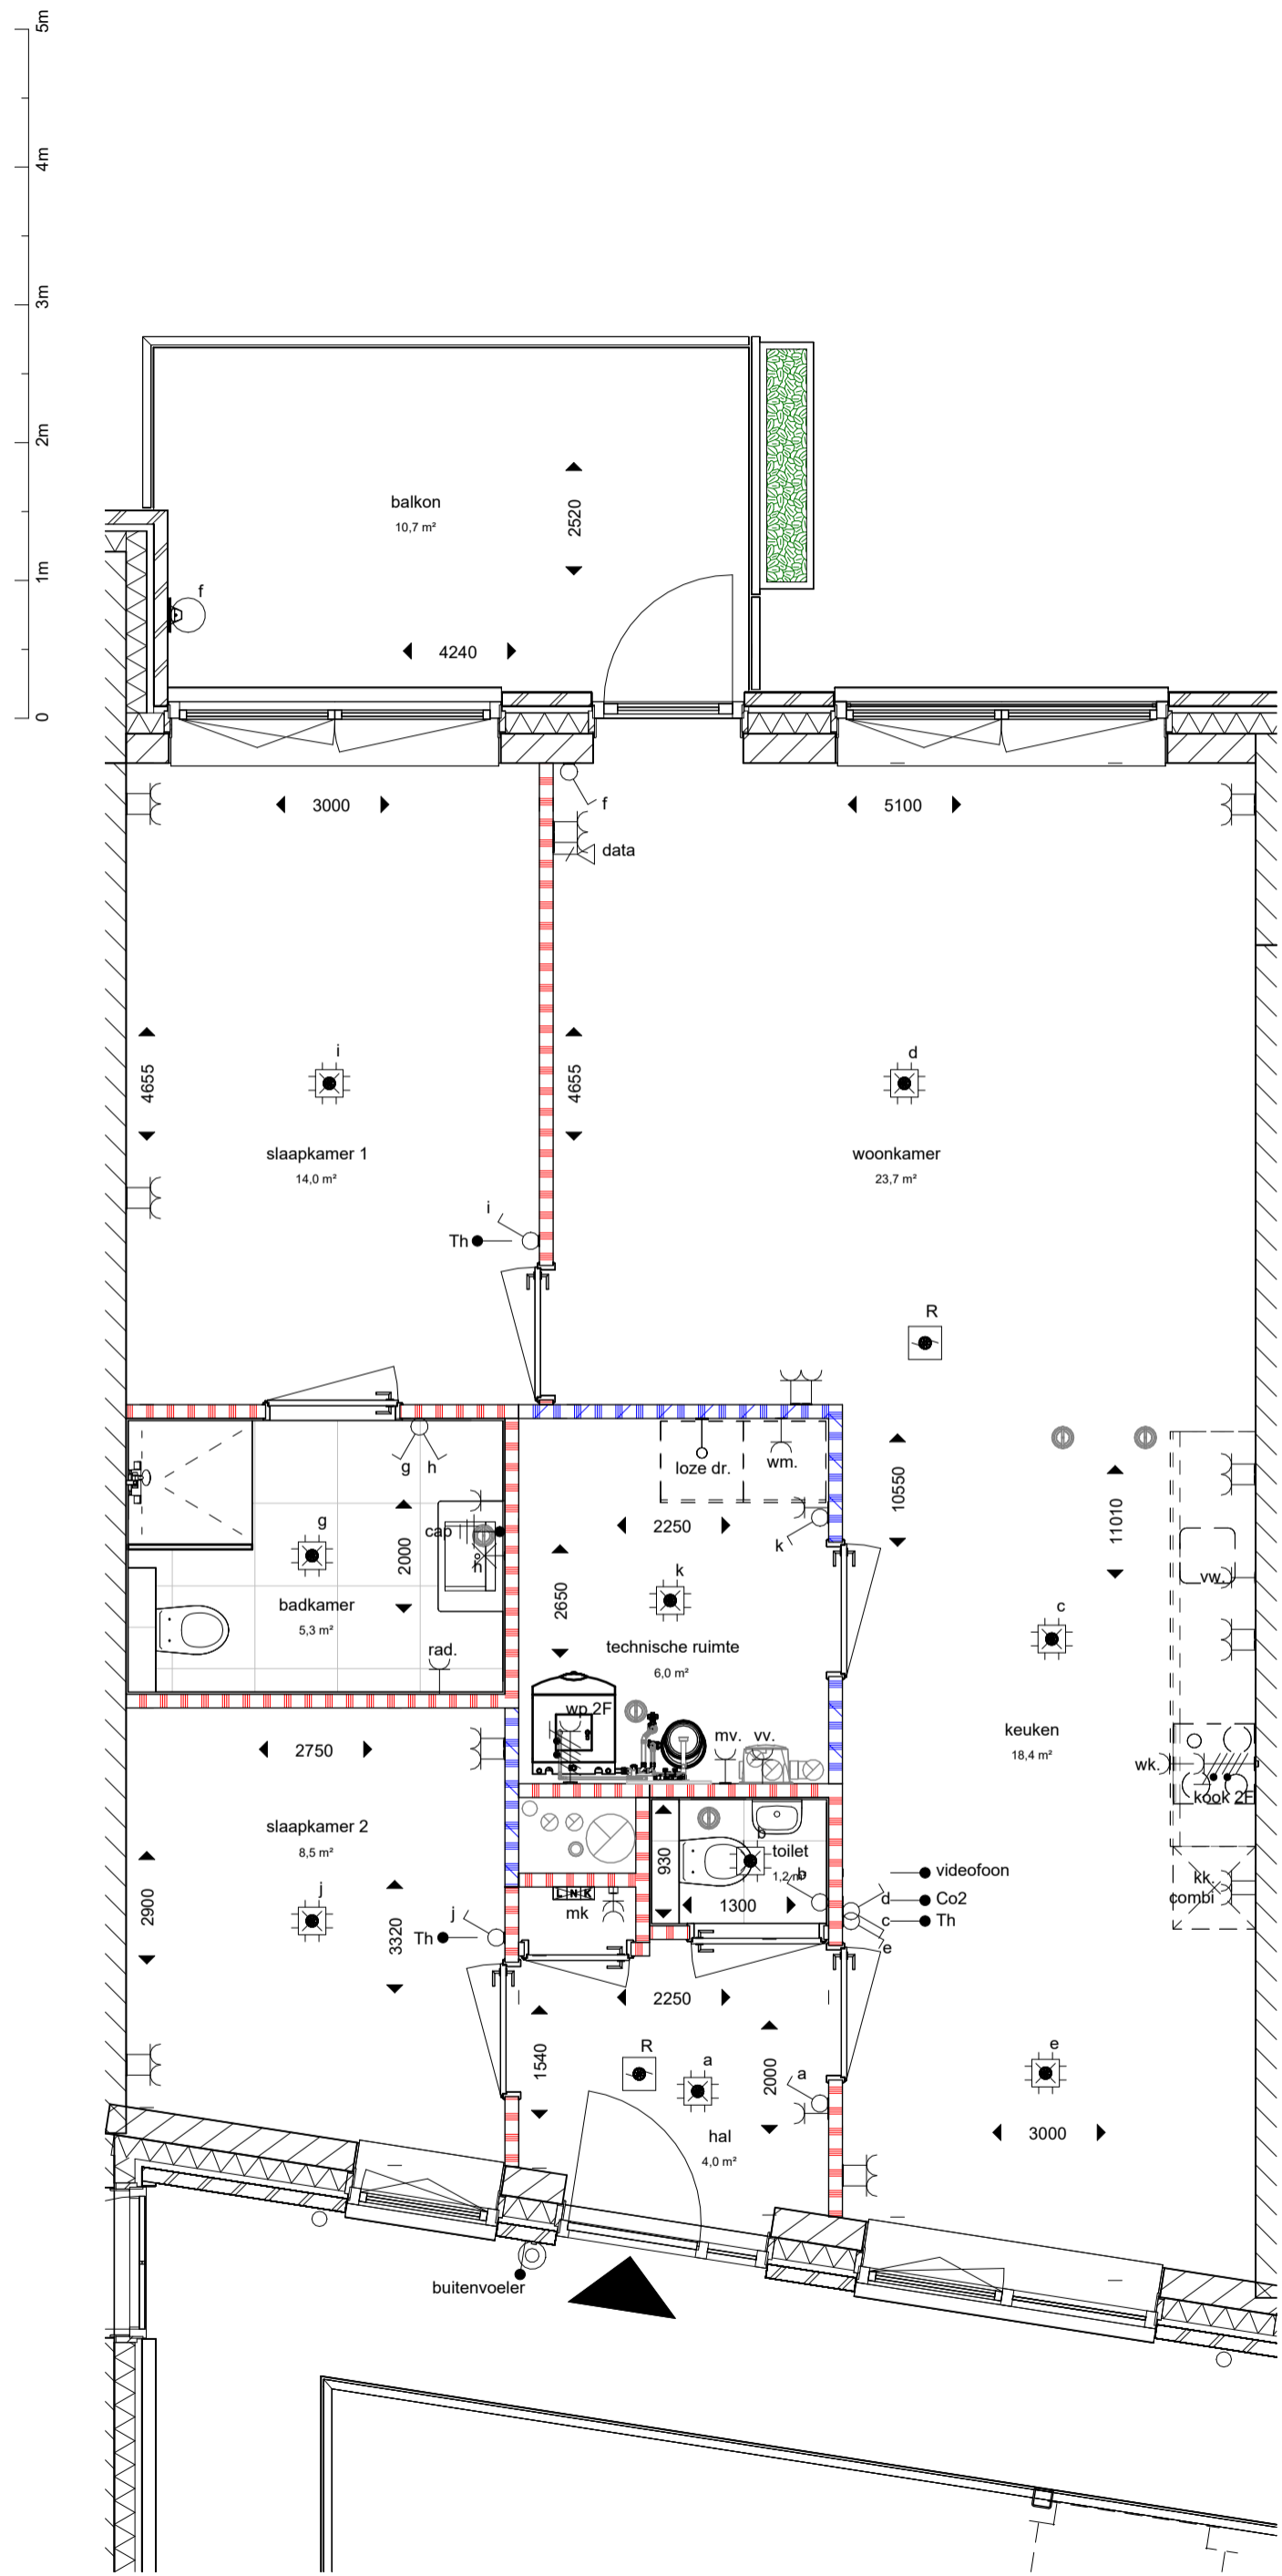 5m
4m
3m
2m
1m
0
balkon
10,7 m²
2520
f
4240
3000
f
5100
data
4655
i
4655
d
slaapkamer 1
14,0 m²
woonkamer
23,7 m²
i
Th
R
g
h
loze dr.
wm.
10550
11010
2250
k
cap
g
2000
h
2650
k
vw.
badkamer
5,3 m²
c
rad.
technische ruimte
6,0 m²
wp 2F
mv.
vv.
keuken
18,4 m²
2750
wk.
kook 2F
slaapkamer 2
8,5 m²
b
toilet
1,2 m²
930
b
1300
videofoon
d
Co2
c
Th
e
kk.
combi
L N K
mk
j
2900
3320
j
Th
2250
1540
R
a
2000
a
e
hal
4,0 m²
3000
buitenvoeler